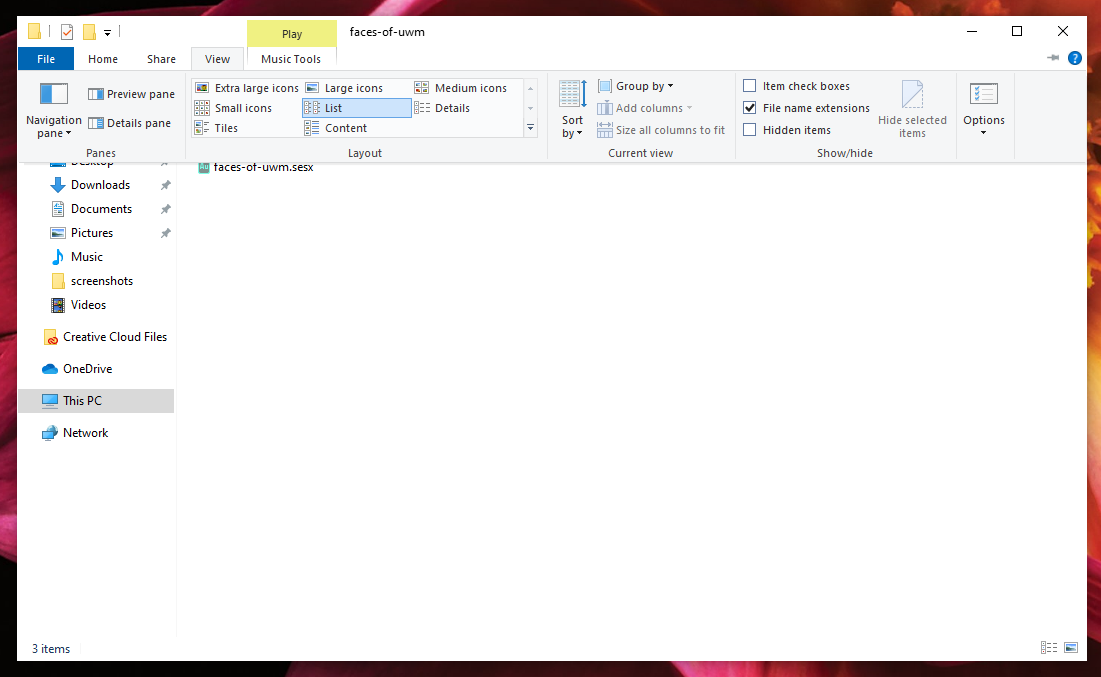 Play
faces-of-uwm
File
Home
Share
View
Music Tools
Navigation
pane
Preview pane
Details pane
Panes
Extra large icons
Large icons
Medium icons
Small icons
List
Details
Tiles
Content
Layout
Sort
by
Group by
Add columns
Size all columns to fit
Current view
Item check boxes
File name extensions
Hidden items
Hide selected
items
Show/hide
Options
Desktop
Downloads
Documents
Pictures
Music
screenshots
Videos
Creative Cloud Files
OneDrive
This PC
Network
faces-of-uwm.sesx
3 items